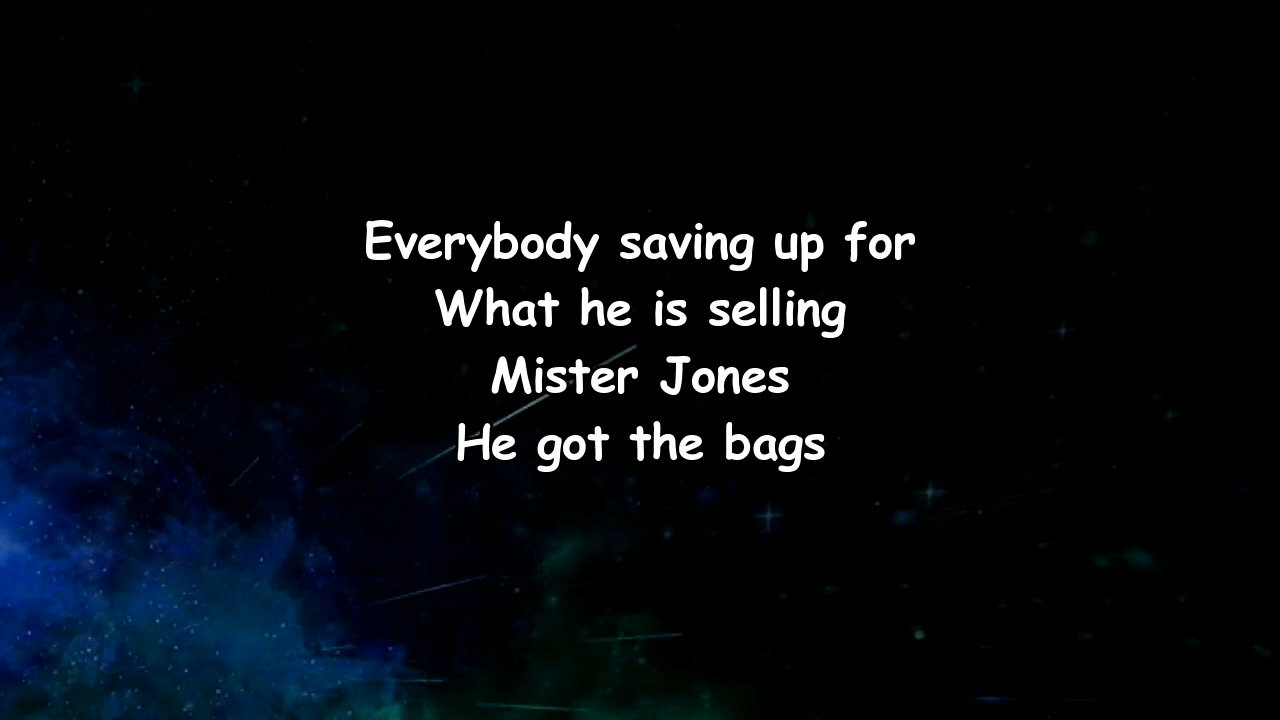 Everybody saving up for
What he is selling
Mister Jones
He got the bags